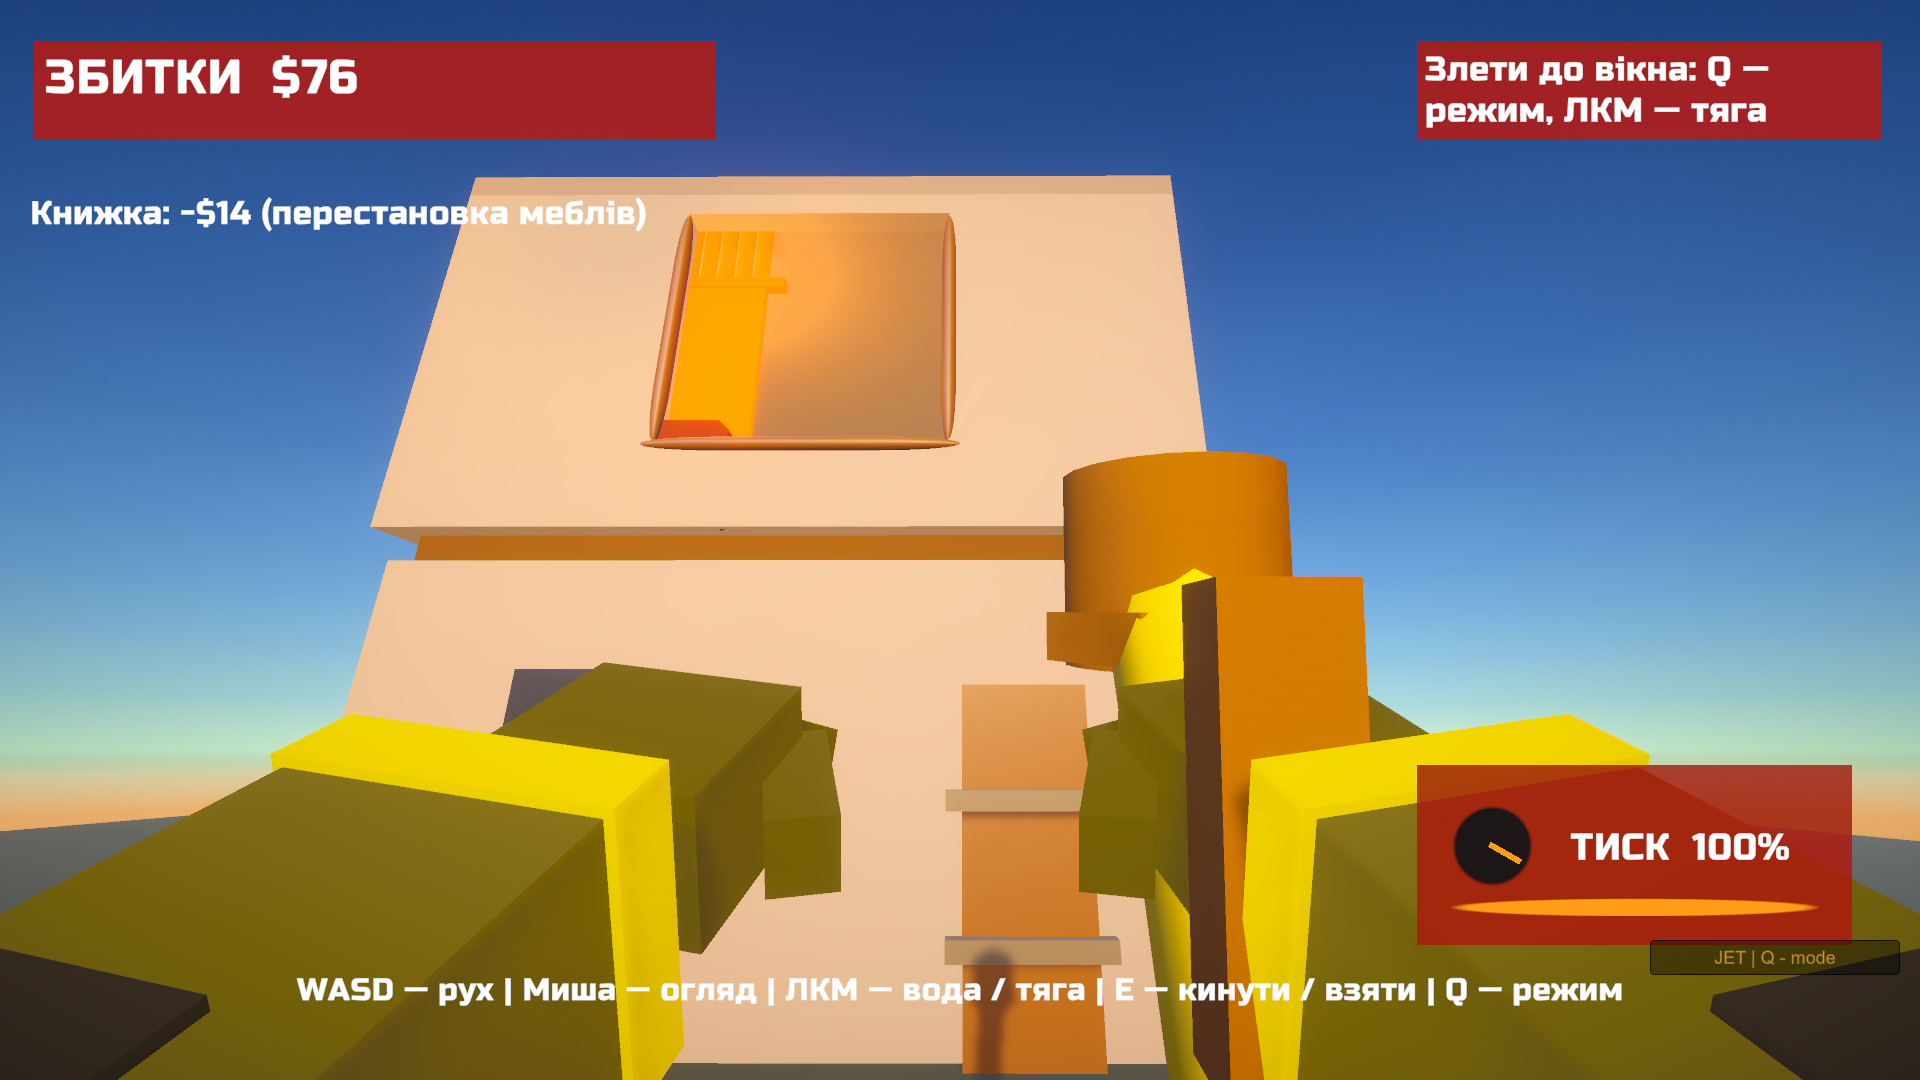 ЗБИТКИ $76
Злети до вікна: Q —
режим, ЛКМ — тяга
Книжка: -$14 (перестановка меблів)
ТИСК 100%
JET | Q - mode
WASD — рух | Миша — огляд | ЛКМ — вода / тяга | E — кинути / взяти | Q — режим